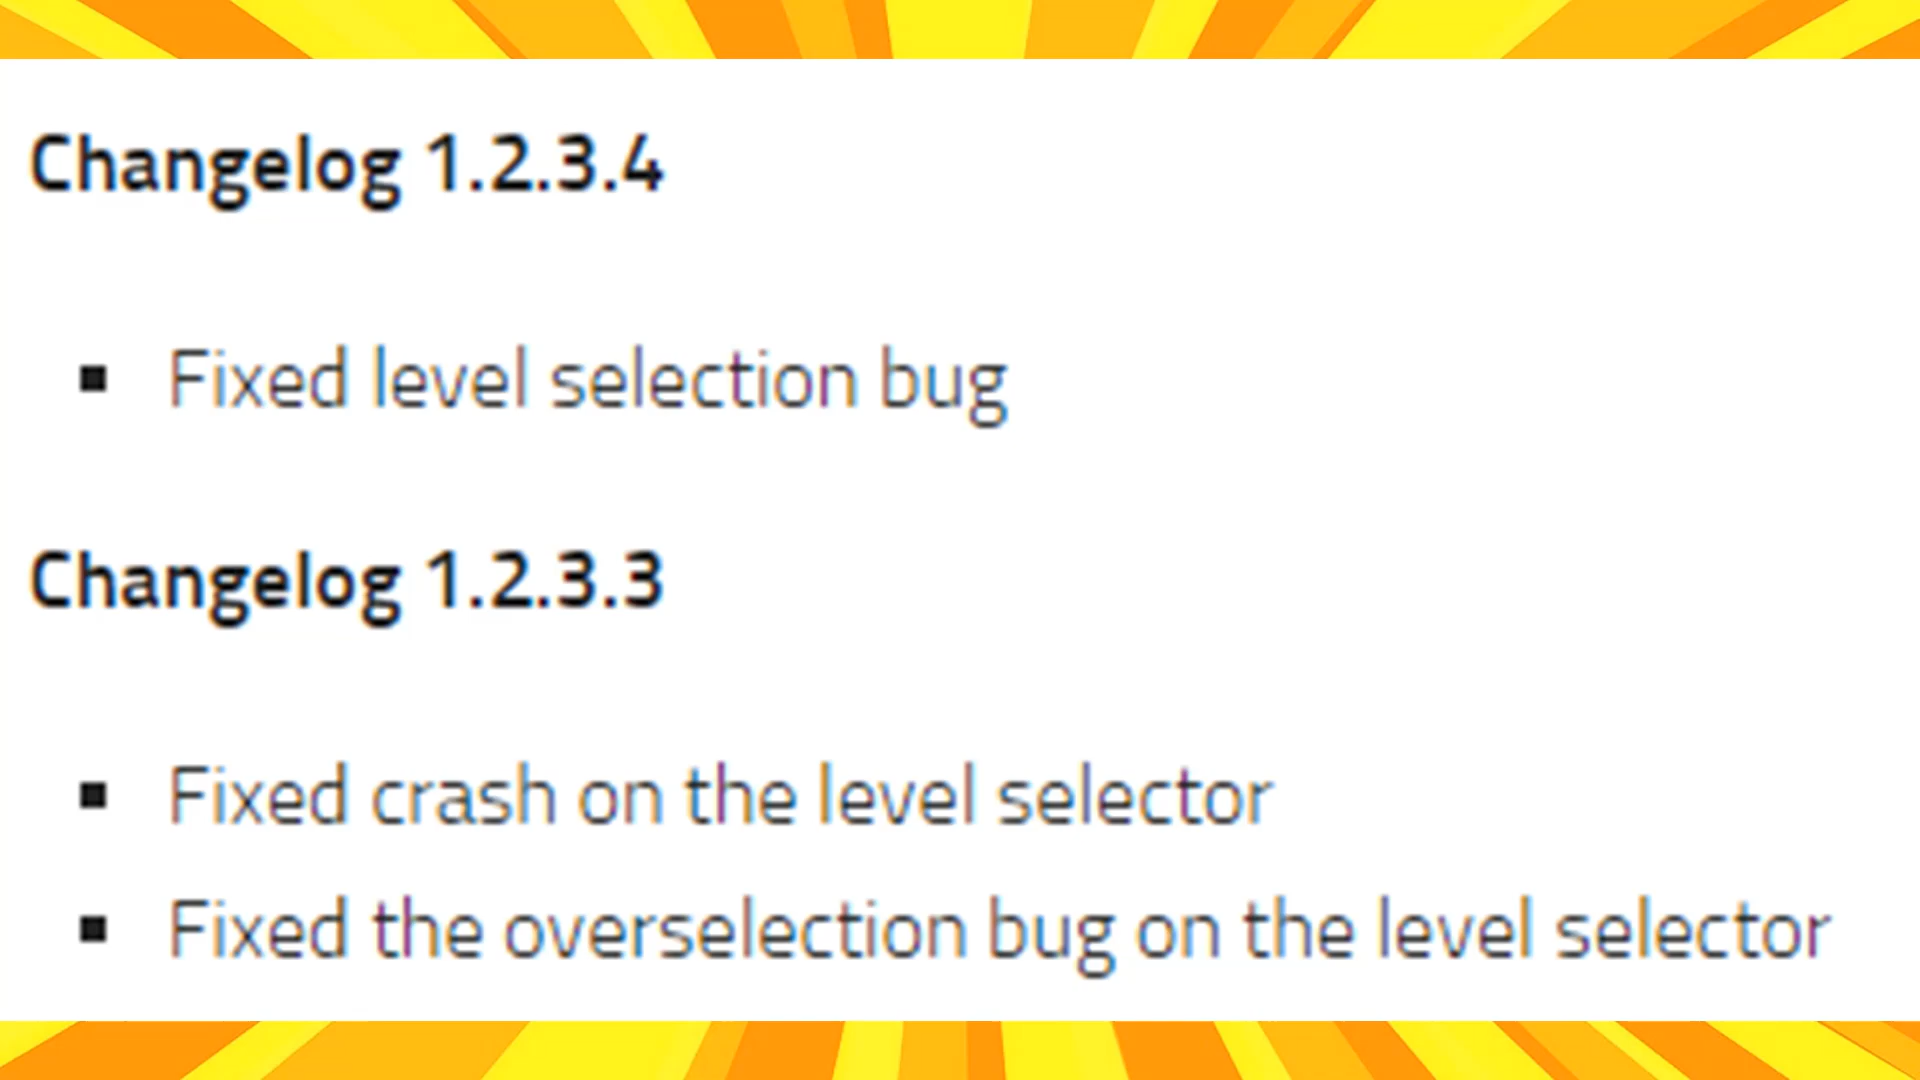 Changelog 1.2.3.4
▪ Fixed level selection bug
Changelog 1.2.3.3
▪ Fixed crash on the level selector
▪ Fixed the overselection bug on the level selector